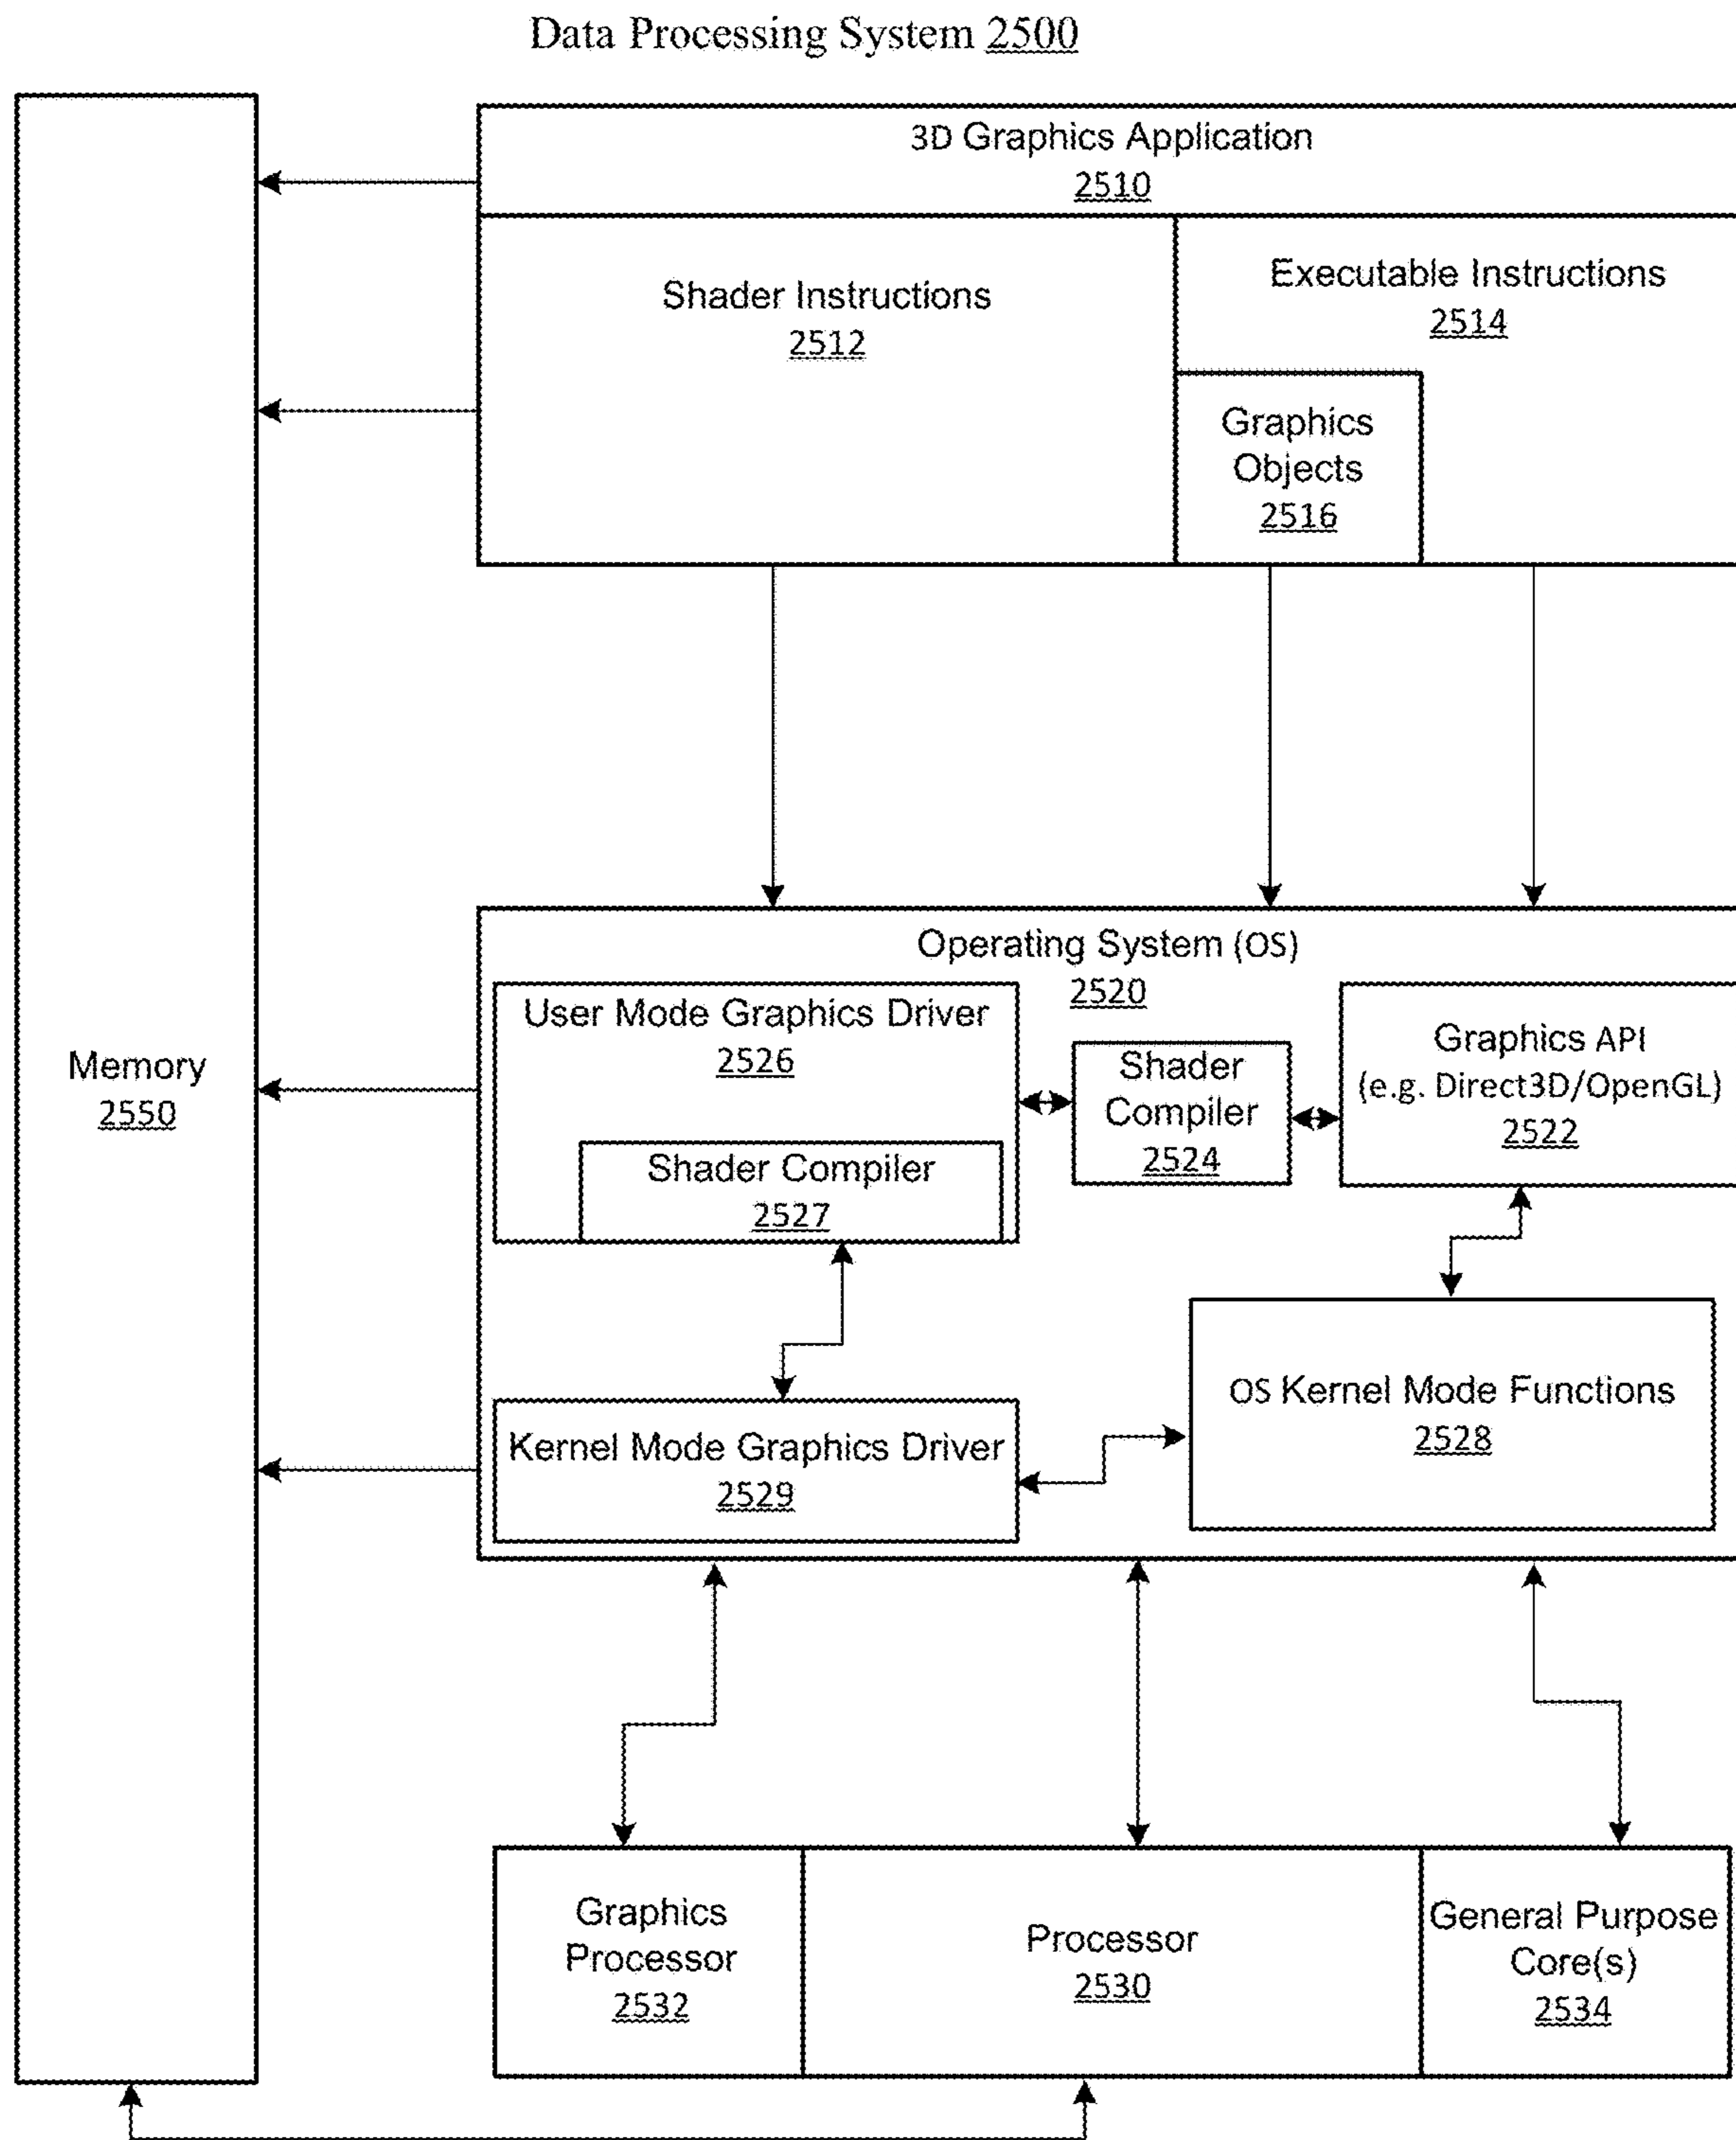 Data Processing System 2500
3D Graphics Application
2510
Shader Instructions
2512
Executable Instructions
2514
Graphics
Objects
2516
Memory
2550
Operating System (OS)
2520
User Mode Graphics Driver
2526
Shader Compiler
2527
Shader
Compiler
2524
Graphics API
(e.g. Direct3D/OpenGL)
2522
Kernel Mode Graphics Driver
2529
OS Kernel Mode Functions
2528
Graphics
Processor
2532
Processor
2530
General Purpose
Core(s)
2534